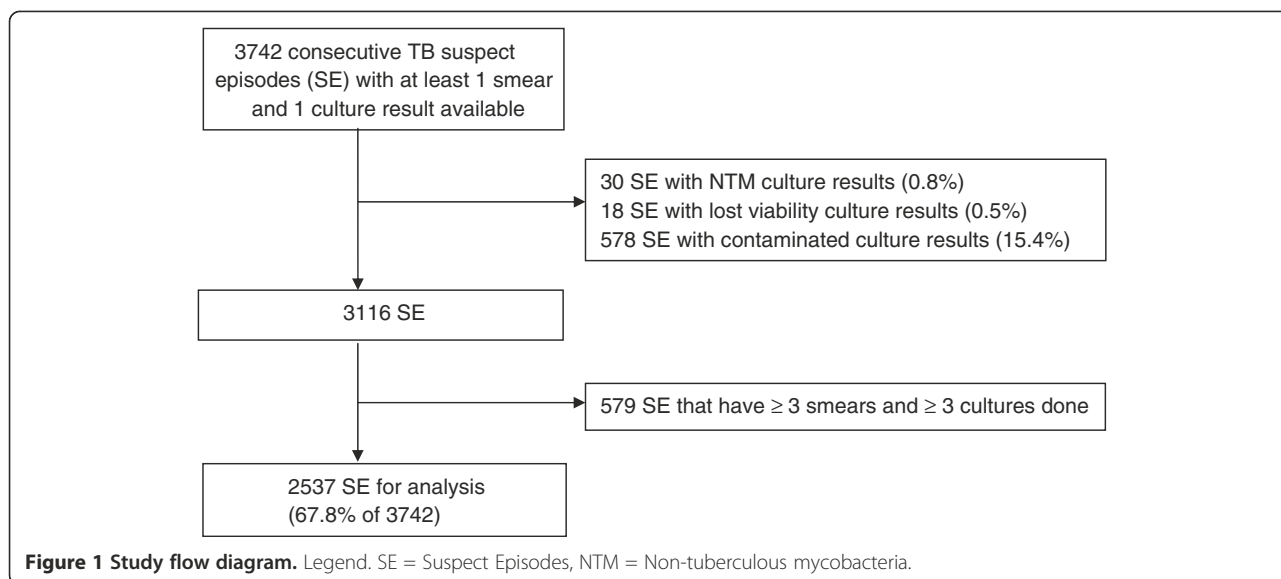 3742 consecutive TB suspect
episodes (SE) with at least 1 smear
and 1 culture result available
30 SE with NTM culture results (0.8%)
18 SE with lost viability culture results (0.5%)
578 SE with contaminated culture results (15.4%)
3116 SE
579 SE that have ≥ 3 smears and ≥ 3 cultures done
2537 SE for analysis
(67.8% of 3742)
Figure 1 Study flow diagram. Legend. SE = Suspect Episodes, NTM = Non-tuberculous mycobacteria.